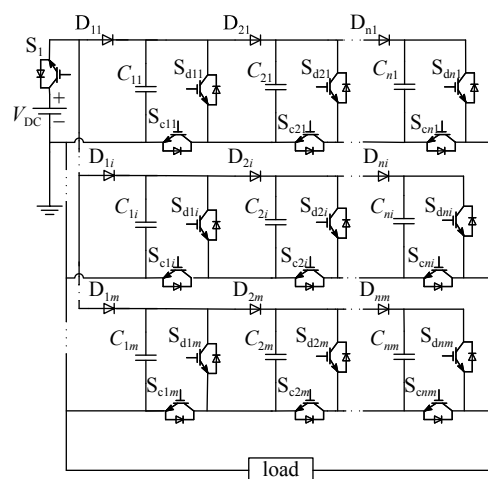 D11 D21 Dn1
S1
C11 Sd11 C21 Sd21 Cn1 Sdn1
+
VDC
−
Sc11 Sc21 Scn1
D1i D2i Dni
C1i Sd1i C2i Sd2i Cni Sdni
Sc1i Sc2i Scni
D1m D2m Dnm
C1m Sd1m C2m Sd2m Cnm Sdnm
Sc1m Sc2m Scnm
load